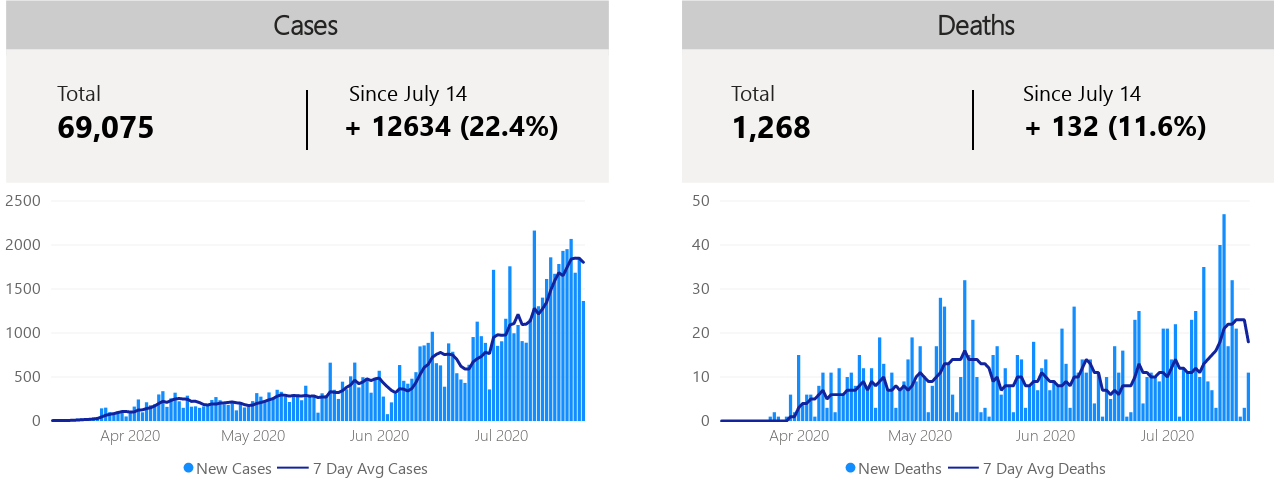 Cases
Total
Since July 14
69,075
+ 12634 (22.4%)
2500
2000
1500
1000
500
0
Apr 2020
May 2020
Jun 2020
Jul 2020
New Cases
7 Day Avg Cases
Deaths
Total
Since July 14
1,268
+ 132 (11.6%)
50
40
30
20
10
0
Apr 2020
May 2020
Jun 2020
Jul 2020
New Deaths
7 Day Avg Deaths